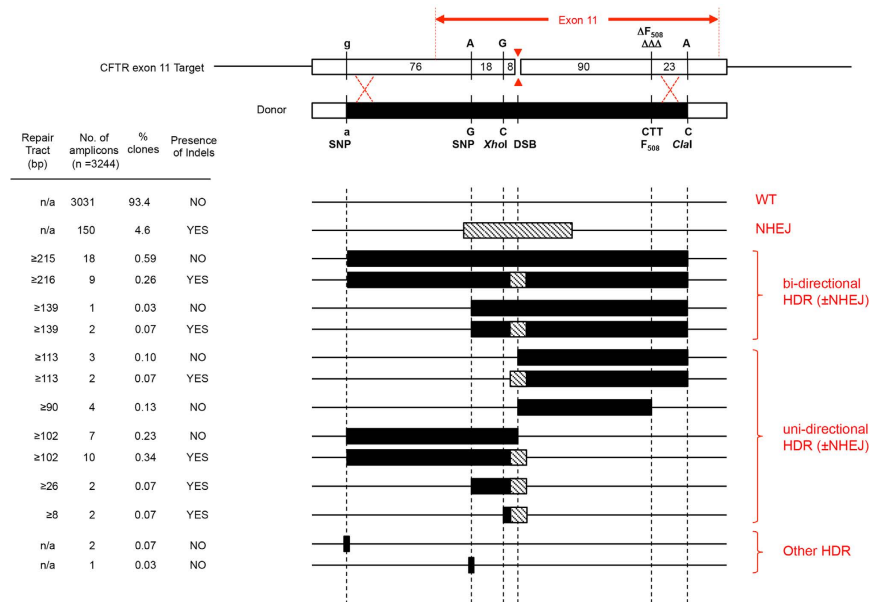 Exon 11
ΔF508
g A G ΔΔΔ A
CFTR exon 11 Target 76 18 8 90 23
Donor
a G C CTT C
SNP SNP XhoI DSB F508 ClaI
Repair Tract (bp) No. of amplicons (n =3244) % clones Presence of Indels
n/a 3031 93.4 NO WT
n/a 150 4.6 YES NHEJ
≥215 18 0.59 NO
≥216 9 0.26 YES
bi-directional
HDR (±NHEJ)
≥139 1 0.03 NO
≥139 2 0.07 YES
≥113 3 0.10 NO
≥113 2 0.07 YES
≥90 4 0.13 NO
uni-directional
HDR (±NHEJ)
≥102 7 0.23 NO
≥102 10 0.34 YES
≥26 2 0.07 YES
≥8 2 0.07 YES
n/a 2 0.07 NO
Other HDR
n/a 1 0.03 NO